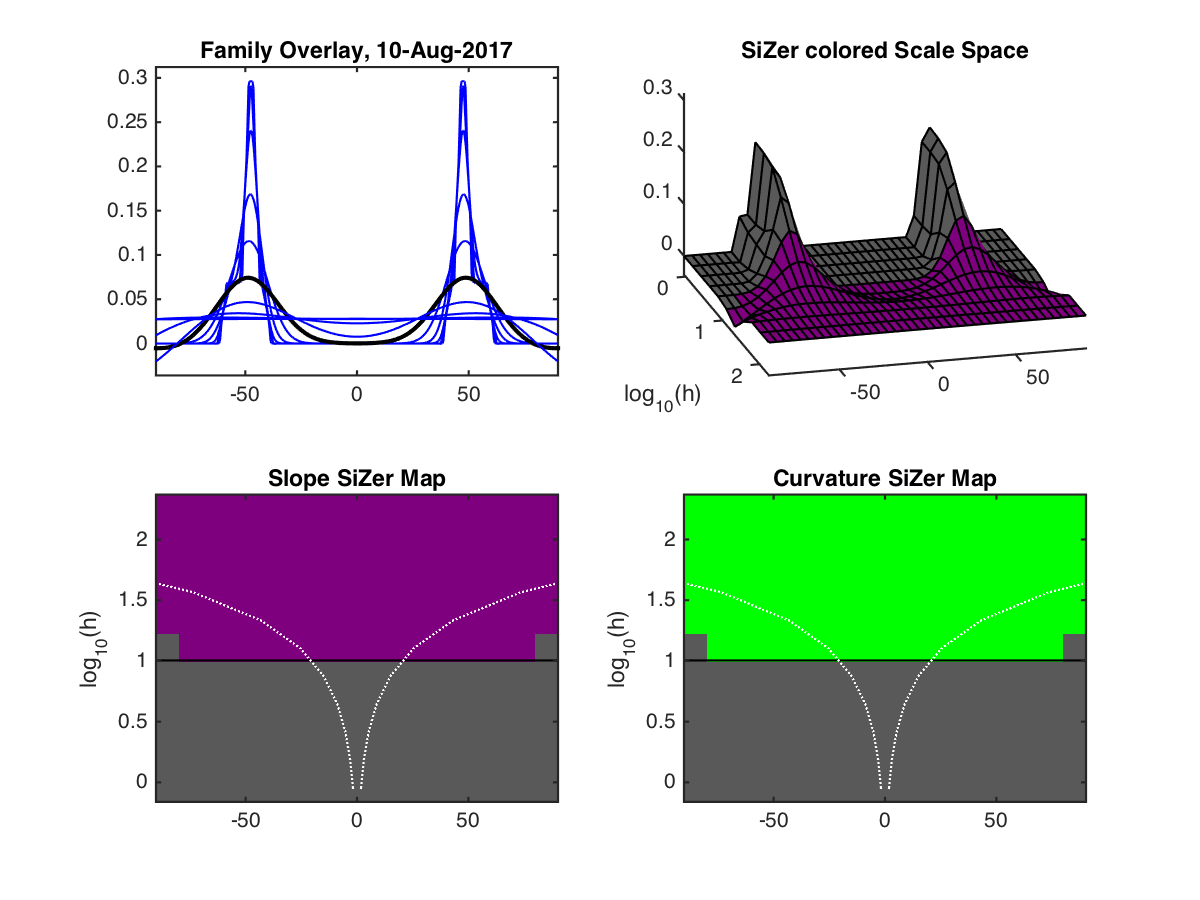 Family Overlay, 10-Aug-2017
0.3
0.25
0.2
0.15
0.1
0.05
0
-50 0 50
SiZer colored Scale Space
0.3
0.2
0.1
0
0
1
2
log10(h)
-50 0 50
Slope SiZer Map
2
1.5
1
0.5
0
log10(h)
-50 0 50
Curvature SiZer Map
2
1.5
1
0.5
0
log10(h)
-50 0 50